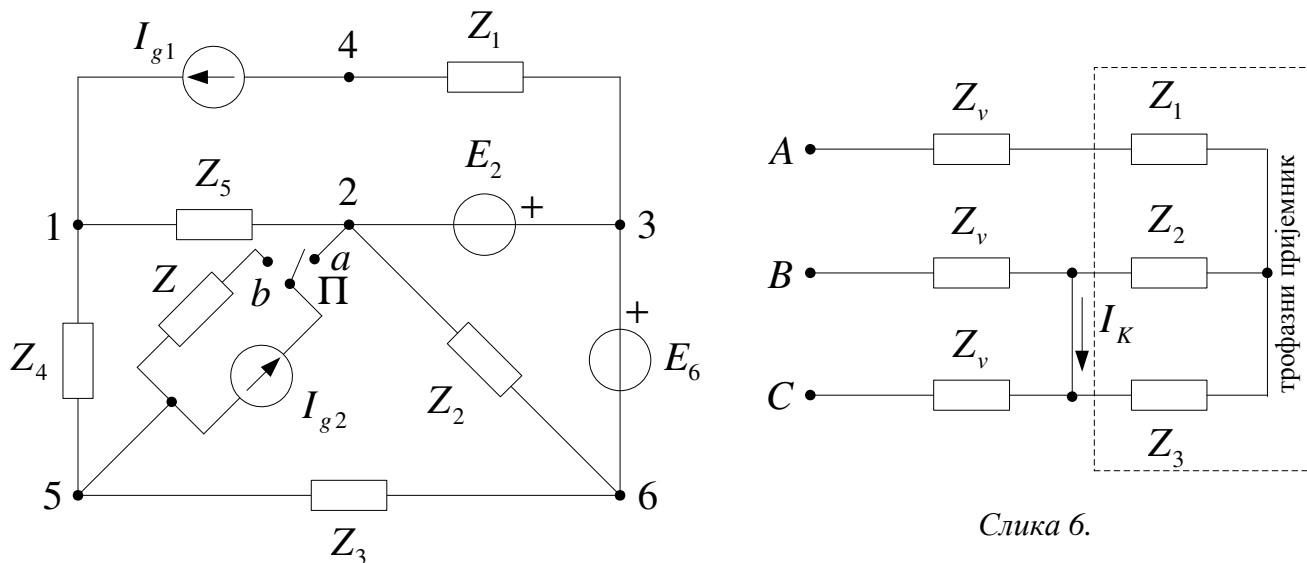 I_{g1}
4
Z_1
Z_5
2
E_2
+
1
3
Z
b
a
П
+
Z_4
E_6
I_{g2}
Z_2
5
6
Z_3
A
Z_v
Z_1
B
Z_v
Z_2
I_K
C
Z_v
Z_3
трофазни пријемник
Слика 6.